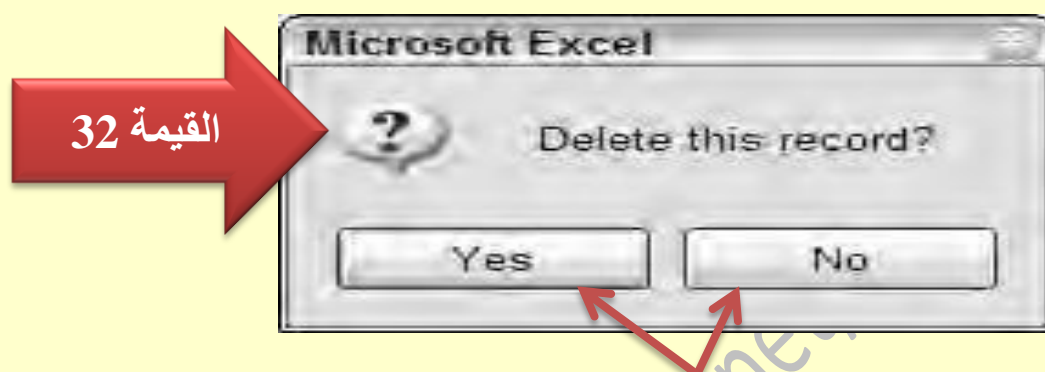 Microsoft Excel
القيمة 32
?
Delete this record?
Yes
No